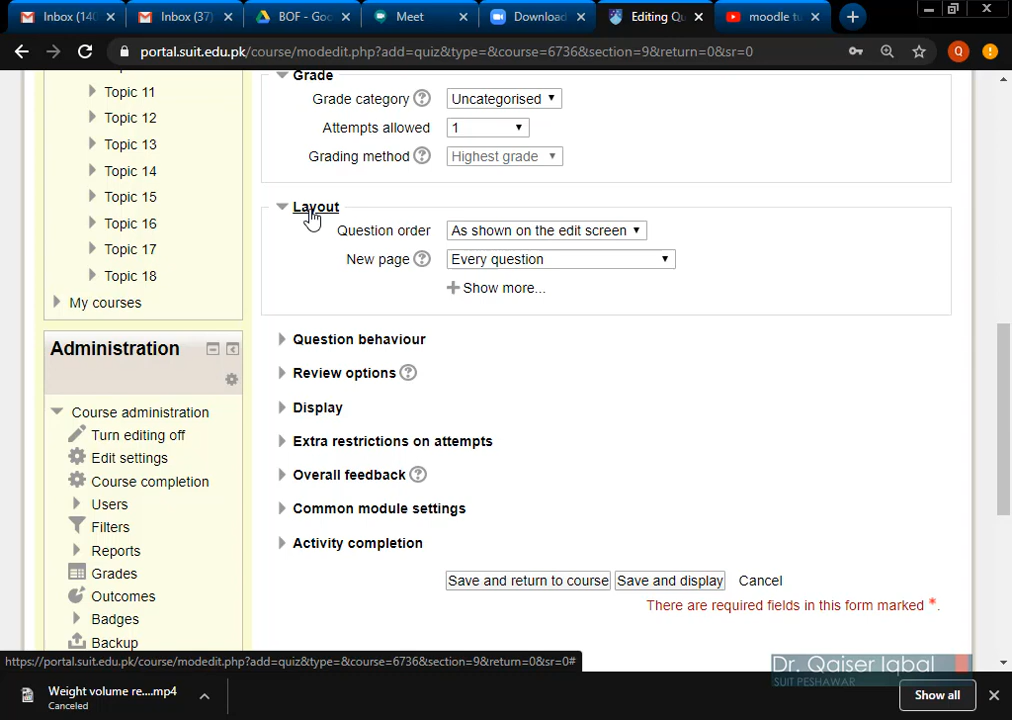 Inbox (140
Inbox (37)
BOF - Goo
Meet
Download
Editing Qu
moodle tu
portal.suit.edu.pk/course/modedit.php?add=quiz&type=&course=6736&section=9&return=0&sr=0
Q
Topic 11
Topic 12
Topic 13
Topic 14
Topic 15
Topic 16
Topic 17
Topic 18
My courses
Administration
Course administration
Turn editing off
Edit settings
Course completion
Users
Filters
Reports
Grades
Outcomes
Badges
Backup
Grade
Grade category
Uncategorised
Attempts allowed
1
Grading method
Highest grade
Layout
Question order
As shown on the edit screen
New page
Every question
Show more...
Question behaviour
Review options
Display
Extra restrictions on attempts
Overall feedback
Common module settings
Activity completion
Save and return to course
Save and display
Cancel
There are required fields in this form marked *.
https://portal.suit.edu.pk/course/modedit.php?add=quiz&type=&course=6736&section=9&return=0&sr=0#
Dr. Qaiser Iqbal
SUIT PESHAWAR
Weight volume re....mp4
Canceled
Show all